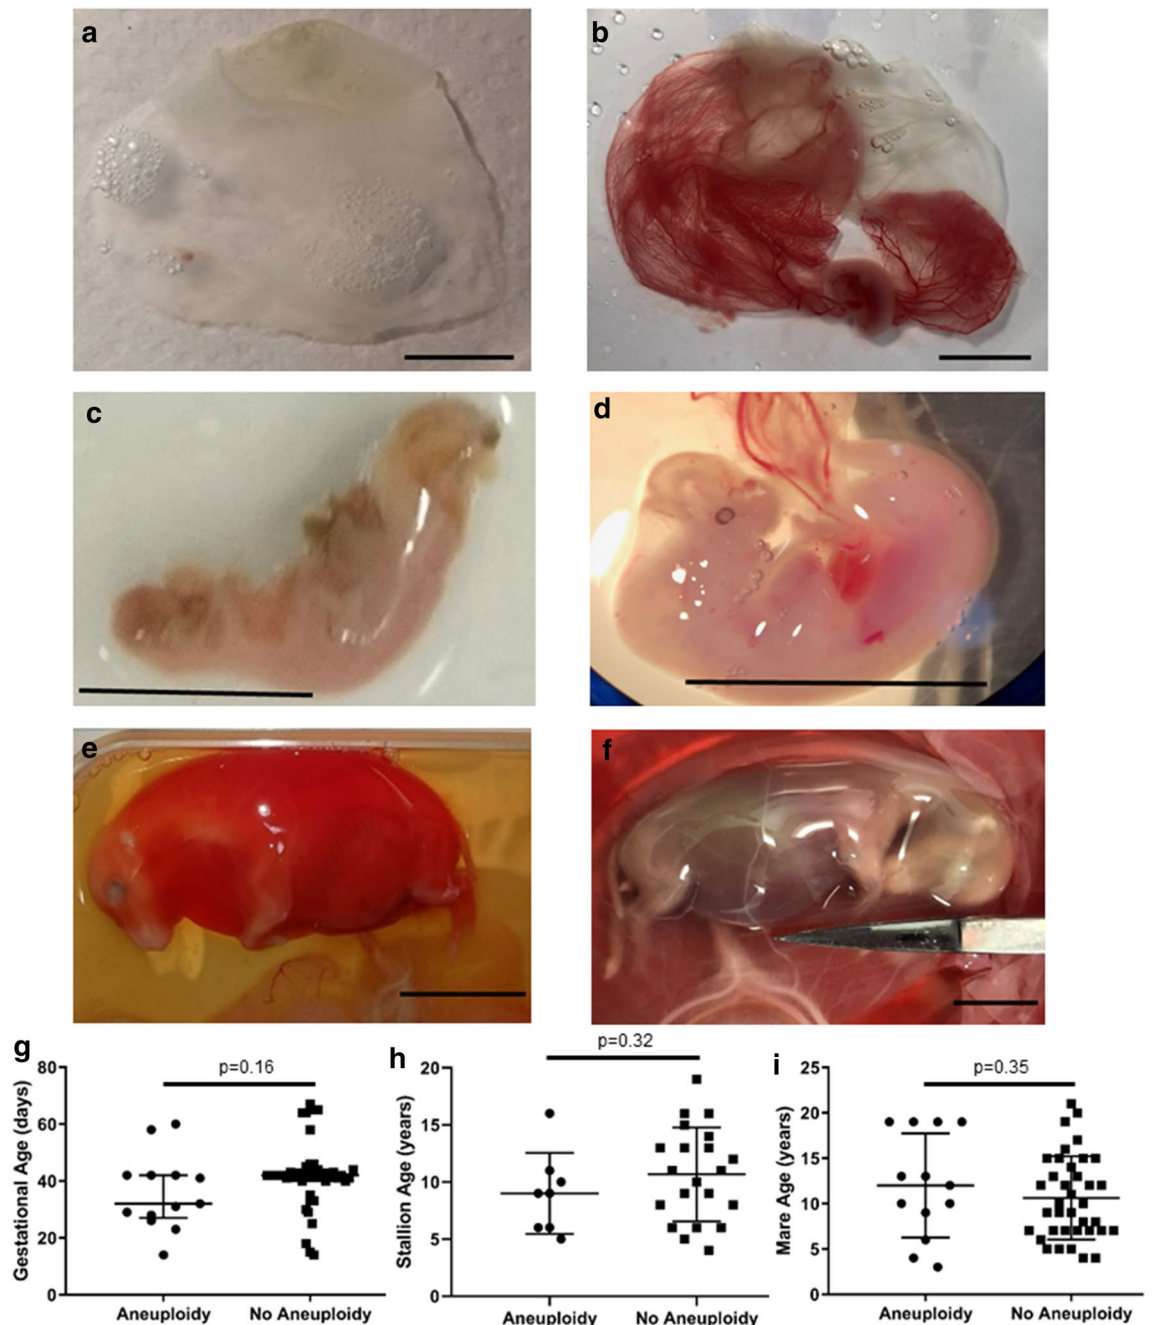 a
b
c
d
e
f
g
80
60
40
20
0
Gestational Age (days)
p=0.16
Aneuploidy
No Aneuploidy
h
20
15
10
5
0
Stallion Age (years)
p=0.32
Aneuploidy
No Aneuploidy
i
25
20
15
10
5
0
Mare Age (years)
p=0.35
Aneuploidy
No Aneuploidy